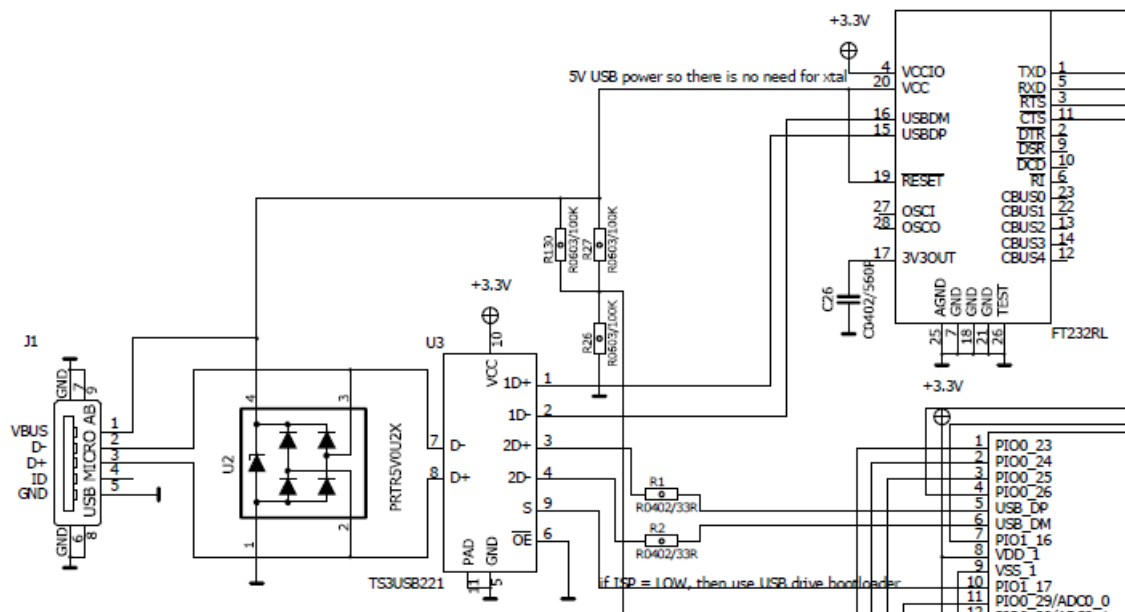 +3.3V
5V USB power so there is no need for xtal
4 VCCIO
20 VCC
16 USBDM
15 USBDP
19 RESET
27 OSCI
28 OSCO
17 3V3OUT
TXD 1
RXD 5
RTS 3
CTS 11
DTR 2
DSR 9
DCD 10
RI 6
CBUS0 23
CBUS1 22
CBUS2 13
CBUS3 14
CBUS4 12
AGND GND GND GND TEST
25 7 18 21 26
FT232RL
C26
C0402/560P
R130
R0603/100K
R27
R0603/100K
R26
R0603/100K
+3.3V
U3
10
VCC
1D+ 1
1D- 2
2D+ 3
2D- 4
S 9
OE 6
7 D-
8 D+
PAD GND
11 5
TS3USB221
J1
GND
7 9
USB MICRO AB
VBUS 1
D- 2
D+ 3
ID 4
GND 5
GND
6 8
U2
4 3
1 2
PRTR5V0U2X
R1
R0402/33R
R2
R0402/33R
if ISP = LOW, then use USB drive bootloader
+3.3V
1 PIO0_23
2 PIO0_24
3 PIO0_25
4 PIO0_26
5 USB_DP
6 USB_DM
7 PIO1_16
8 VDD_1
9 VSS_1
10 PIO1_17
11 PIO0_29/ADC0_0
12